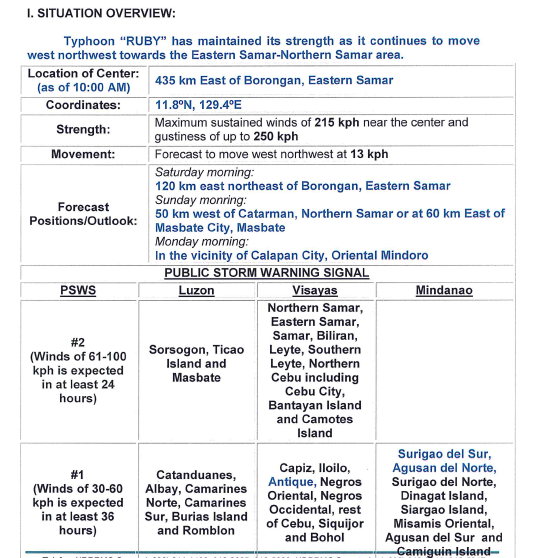 I. SITUATION OVERVIEW:
Typhoon "RUBY" has maintained its strength as it continues to move
west northwest towards the Eastern Samar-Northern Samar area.
Location of Center:
(as of 10:00 AM)
435 km East of Borongan, Eastern Samar
Coordinates:
11.8ºN, 129.4ºE
Strength:
Maximum sustained winds of 215 kph near the center and
gustiness of up to 250 kph
Movement:
Forecast to move west northwest at 13 kph
Forecast
Positions/Outlook:
Saturday morning:
120 km east northeast of Borongan, Eastern Samar
Sunday monring:
50 km west of Catarman, Northern Samar or at 60 km East of
Masbate City, Masbate
Monday morning:
In the vicinity of Calapan City, Oriental Mindoro
PUBLIC STORM WARNING SIGNAL
PSWS
Luzon
Visayas
Mindanao
#2
(Winds of 61-100
kph is expected
in at least 24
hours)
Sorsogon, Ticao
Island and
Masbate
Northern Samar,
Eastern Samar,
Samar, Biliran,
Leyte, Southern
Leyte, Northern
Cebu including
Cebu City,
Bantayan Island
and Camotes
Island
#1
(Winds of 30-60
kph is expected
in at least 36
hours)
Catanduanes,
Albay, Camarines
Norte, Camarines
Sur, Burias Island
and Romblon
Capiz, Iloilo,
Antique, Negros
Oriental, Negros
Occidental, rest
of Cebu, Siquijor
and Bohol
Surigao del Sur,
Agusan del Norte,
Surigao del Norte,
Dinagat Island,
Siargao Island,
Misamis Oriental,
Agusan del Sur and
Camiguin Island